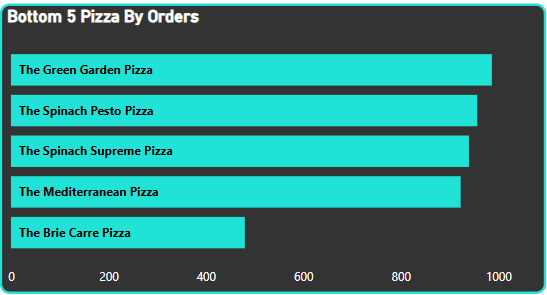 Bottom 5 Pizza By Orders
The Green Garden Pizza
The Spinach Pesto Pizza
The Spinach Supreme Pizza
The Mediterranean Pizza
The Brie Carre Pizza
0 200 400 600 800 1000